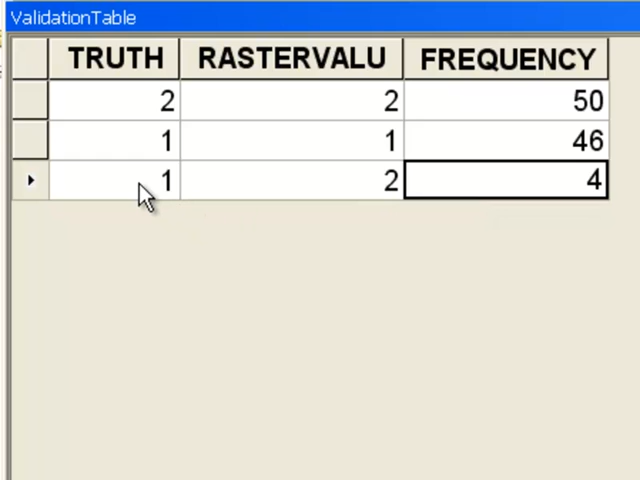 ValidationTable
TRUTH RASTERVALU FREQUENCY
2 2 50
1 1 46
1 2 4